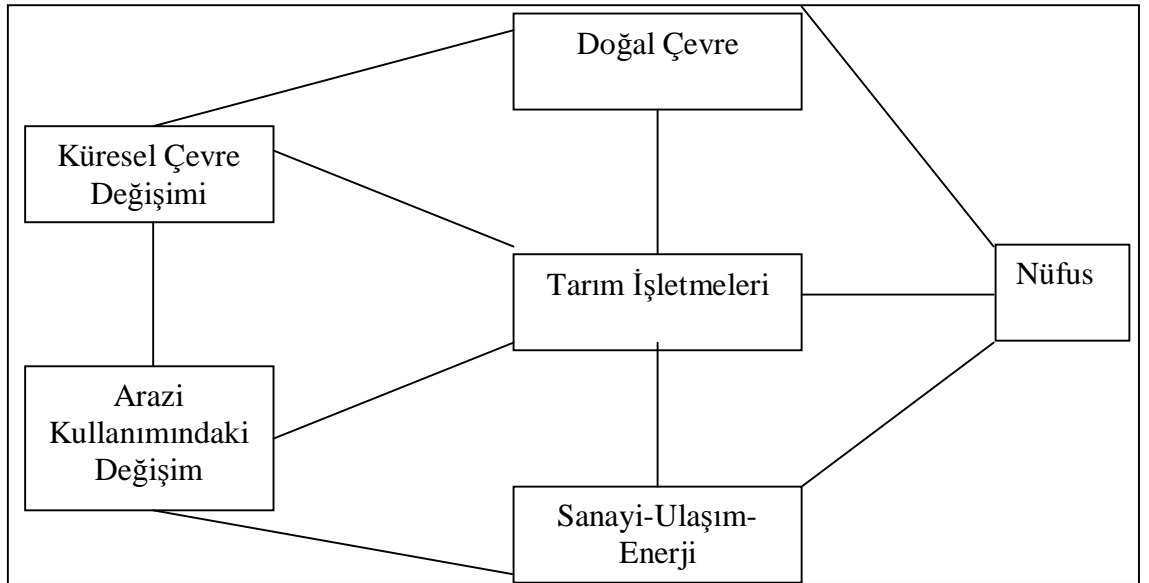 Doğal Çevre
Küresel Çevre
Değişimi
Tarım İşletmeleri
Nüfus
Arazi
Kullanımındaki
Değişim
Sanayi-Ulaşım-
Enerji